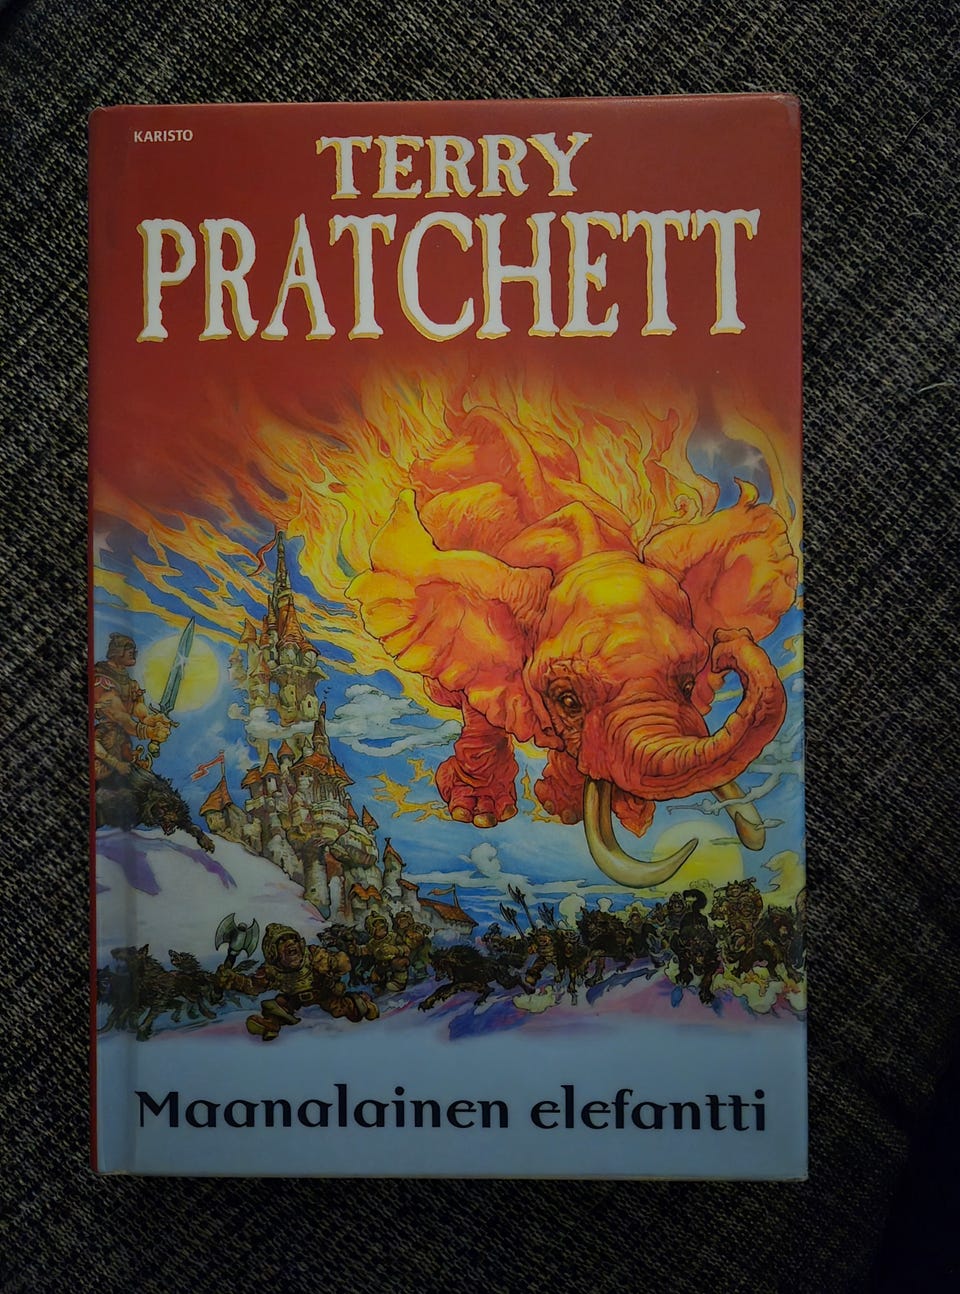 KARISTO
TERRY
PRATCHETT
Maanalainen elefantti